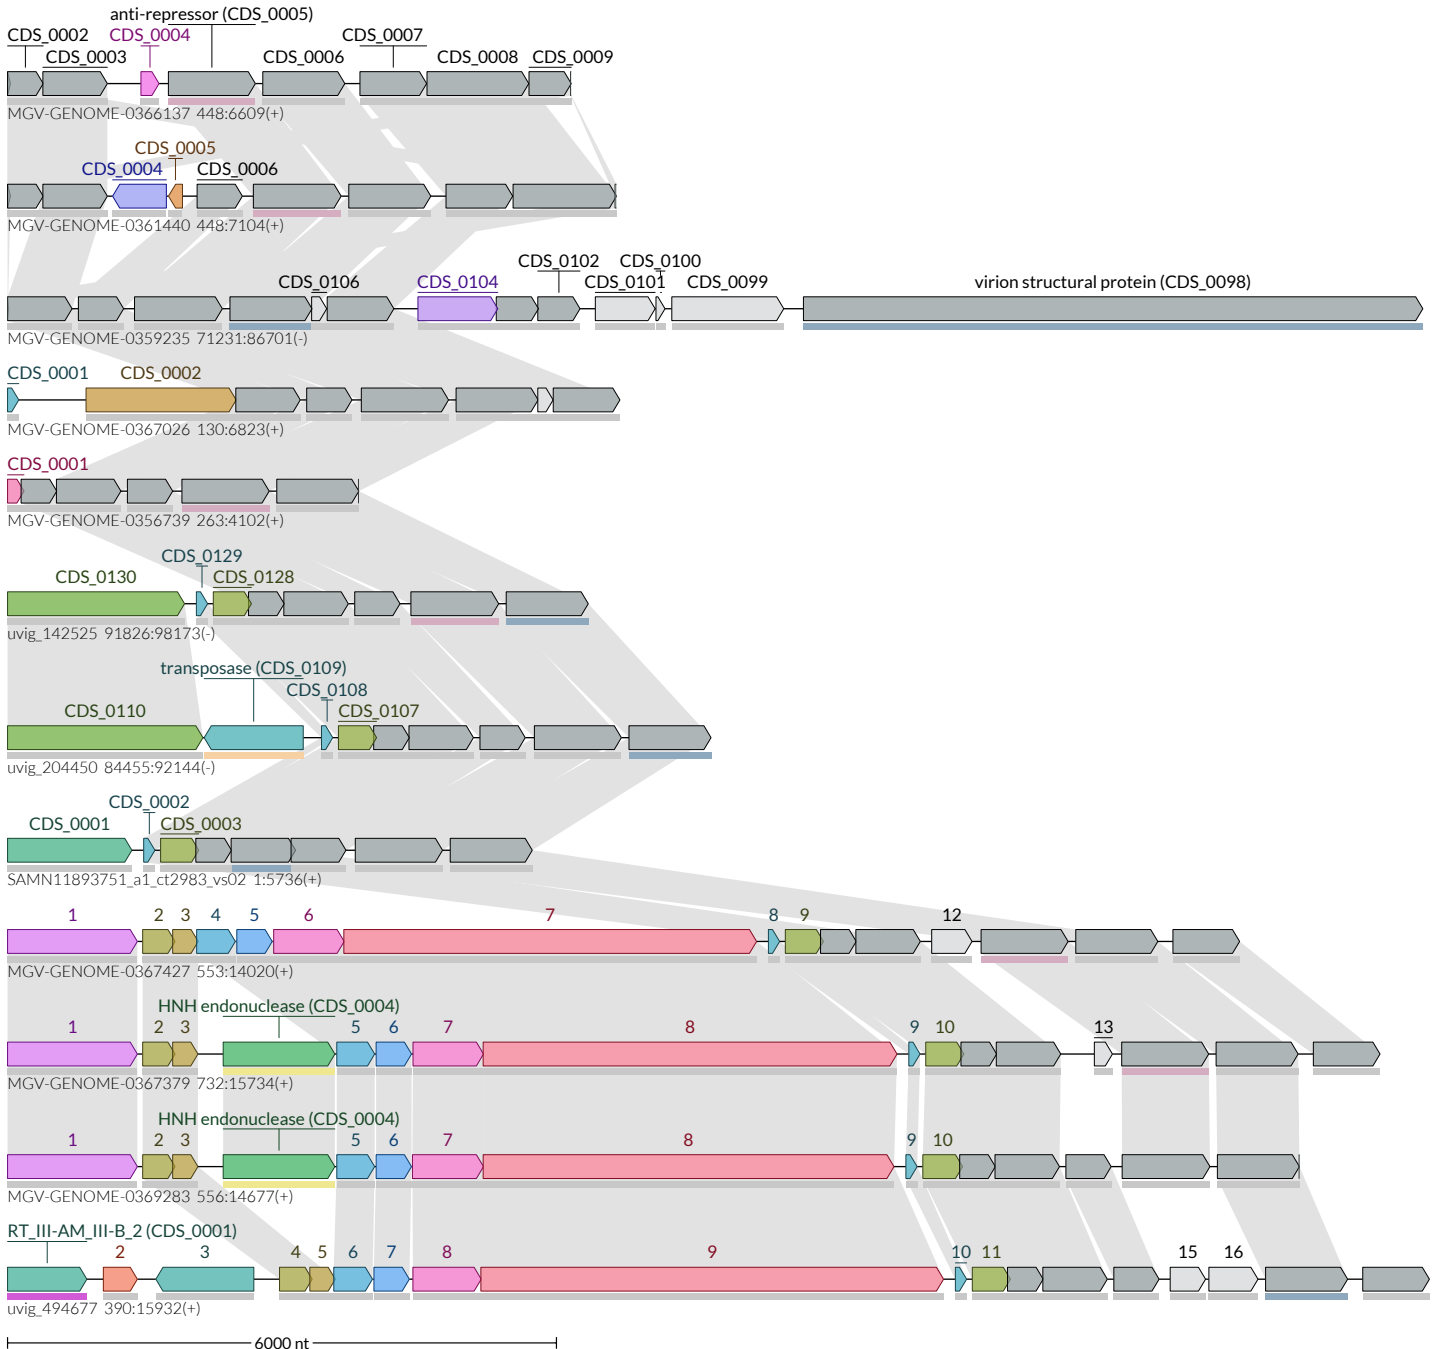 anti-repressor (CDS_0005)
CDS_0002 CDS_0004 CDS_0007
CDS_0003 CDS_0006 CDS_0008 CDS_0009
MGV-GENOME-0366137 448:6609(+)
CDS_0005
CDS_0004 CDS_0006
MGV-GENOME-0361440 448:7104(+)
CDS_0102 CDS_0100
CDS_0106 CDS_0104 CDS_0101 CDS_0099 virion structural protein (CDS_0098)
MGV-GENOME-0359235 71231:86701(-)
CDS_0001 CDS_0002
MGV-GENOME-0367026 130:6823(+)
CDS_0001
MGV-GENOME-0356739 263:4102(+)
CDS_0129
CDS_0130 CDS_0128
uvig_142525 91826:98173(-)
transposase (CDS_0109)
CDS_0108
CDS_0110 CDS_0107
uvig_204450 84455:92144(-)
CDS_0002
CDS_0001 CDS_0003
SAMN11893751_a1_ct2983_vs02 1:5736(+)
1 2 3 4 5 6 7 8 9 12
MGV-GENOME-0367427 553:14020(+)
HNH endonuclease (CDS_0004)
1 2 3 5 6 7 8 9 10 13
MGV-GENOME-0367379 732:15734(+)
HNH endonuclease (CDS_0004)
1 2 3 5 6 7 8 9 10
MGV-GENOME-0369283 556:14677(+)
RT_III-AM_III-B_2 (CDS_0001)
2 3 4 5 6 7 8 9 10 11 15 16
uvig_494677 390:15932(+)
6000 nt